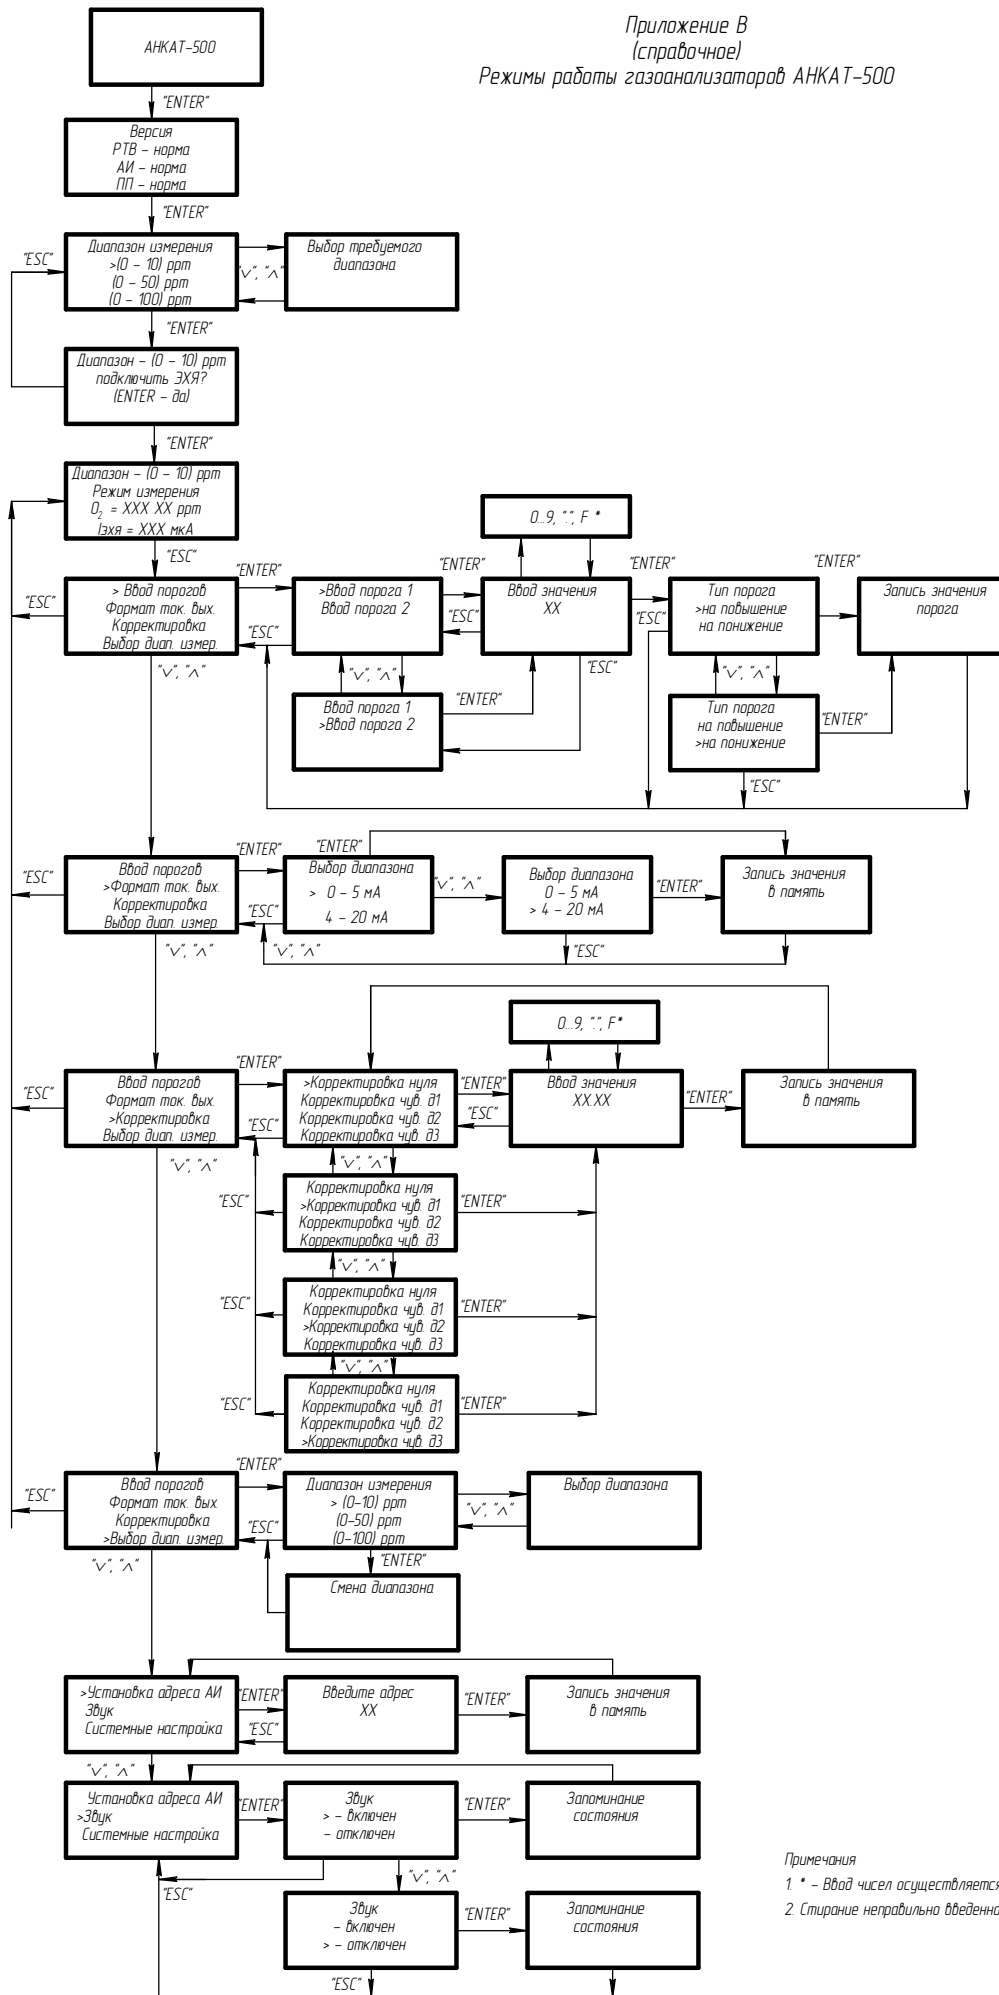 Приложение В
(справочное)
Режимы работы газоанализаторов АНКАТ-500
АНКАТ-500
"ENTER"
Версия
РТВ - норма
АИ - норма
ПП - норма
"ENTER"
"ESC"
Диапазон измерения
>(0 - 10) ppm
(0 - 50) ppm
(0 - 100) ppm
"∨", "∧"
Выбор требуемого
диапазона
"ENTER"
Диапазон - (0 - 10) ppm
подключить ЭХЯ?
(ENTER - да)
"ENTER"
Диапазон - (0 - 10) ppm
Режим измерения
O2 = XXX XX ppm
Iэхя = XXX мкА
"ESC"
"ESC"
> Ввод порогов
Формат ток. вых.
Корректировка
Выбор диап. измер.
"ENTER"
"ESC"
>Ввод порога 1
Ввод порога 2
"ENTER"
"ESC"
0...9, ".", F *
Ввод значения
XX
"ENTER"
"ESC"
Тип порога
>на повышение
на понижение
"ENTER"
Запись значения
порога
"∨", "∧"
"∨", "∧"
Ввод порога 1
>Ввод порога 2
"ENTER"
"ESC"
"∨", "∧"
Тип порога
на повышение
>на понижение
"ENTER"
"ESC"
"ESC"
Ввод порогов
>Формат ток. вых.
Корректировка
Выбор диап. измер.
"ENTER"
"ESC"
"ENTER"
Выбор диапазона
> 0 - 5 мА
4 - 20 мА
"∨", "∧"
Выбор диапазона
0 - 5 мА
> 4 - 20 мА
"ENTER"
Запись значения
в память
"∨", "∧"
"∨", "∧"
"ESC"
"ESC"
Ввод порогов
Формат ток. вых.
>Корректировка
Выбор диап. измер.
"ENTER"
"ESC"
>Корректировка нуля
Корректировка чув. д1
Корректировка чув. д2
Корректировка чув. д3
"ENTER"
"ESC"
0...9, ".", F*
Ввод значения
XX.XX
"ENTER"
Запись значения
в память
"∨", "∧"
"∨", "∧"
"ESC"
Корректировка нуля
>Корректировка чув. д1
Корректировка чув. д2
Корректировка чув. д3
"ENTER"
"∨", "∧"
"ESC"
Корректировка нуля
Корректировка чув. д1
>Корректировка чув. д2
Корректировка чув. д3
"ENTER"
"∨", "∧"
"ESC"
Корректировка нуля
Корректировка чув. д1
Корректировка чув. д2
>Корректировка чув. д3
"ENTER"
"ESC"
Ввод порогов
Формат ток. вых.
Корректировка
>Выбор диап. измер.
"ENTER"
"ESC"
Диапазон измерения
> (0-10) ppm
(0-50) ppm
(0-100) ppm
"∨", "∧"
Выбор диапазона
"∨", "∧"
"ENTER"
Смена диапазона
>Установка адреса АИ
Звук
Системные настройка
"ENTER"
"ESC"
Введите адрес
XX
"ENTER"
Запись значения
в память
"∨", "∧"
Установка адреса АИ
>Звук
Системные настройка
"ENTER"
Звук
> - включен
- отключен
"ENTER"
Запоминание
состояния
"ESC"
"∨", "∧"
Звук
- включен
> - отключен
"ENTER"
Запоминание
состояния
"ESC"
Примечания
1. * - Ввод чисел осуществляется
2. Стирание неправильно